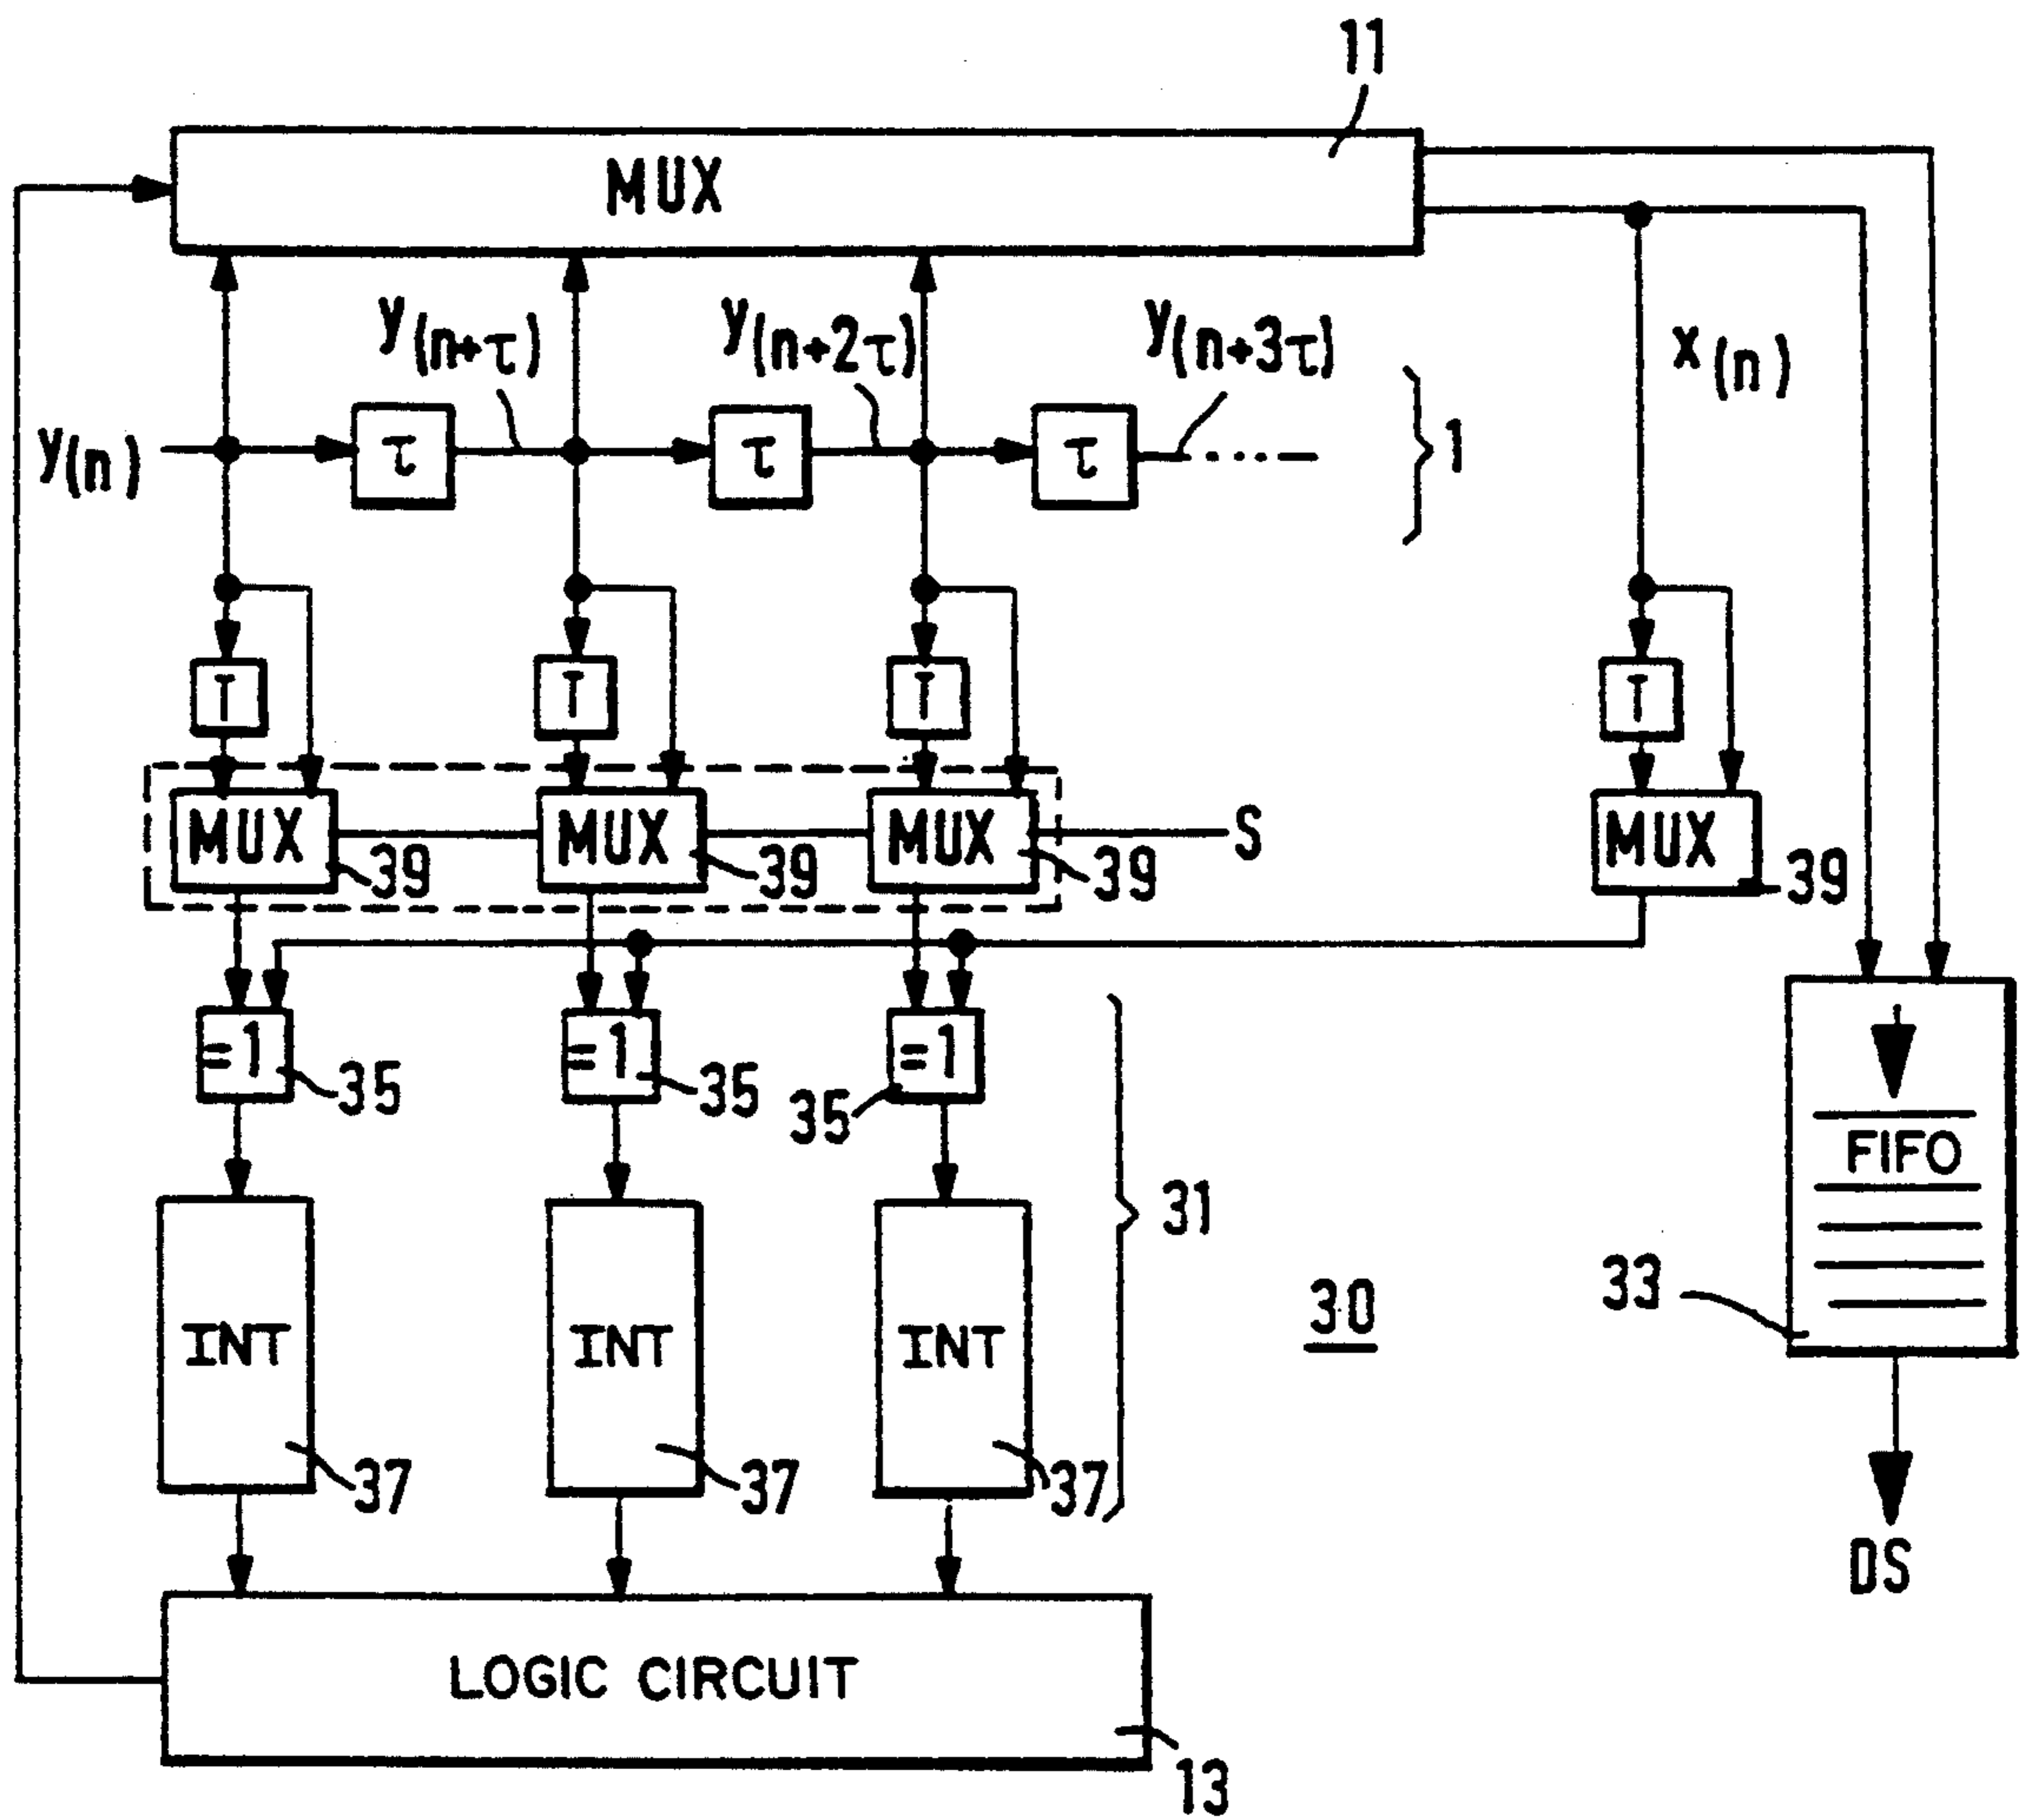 11
MUX
y(n+τ) y(n+2τ) y(n+3τ) x(n)
y(n) τ τ τ 1
T T T T
MUX MUX MUX S MUX
39 39 39 39
=1 =1 =1
35 35 35
31
FIFO
33
30
INT INT INT
37 37 37
DS
LOGIC CIRCUIT
13